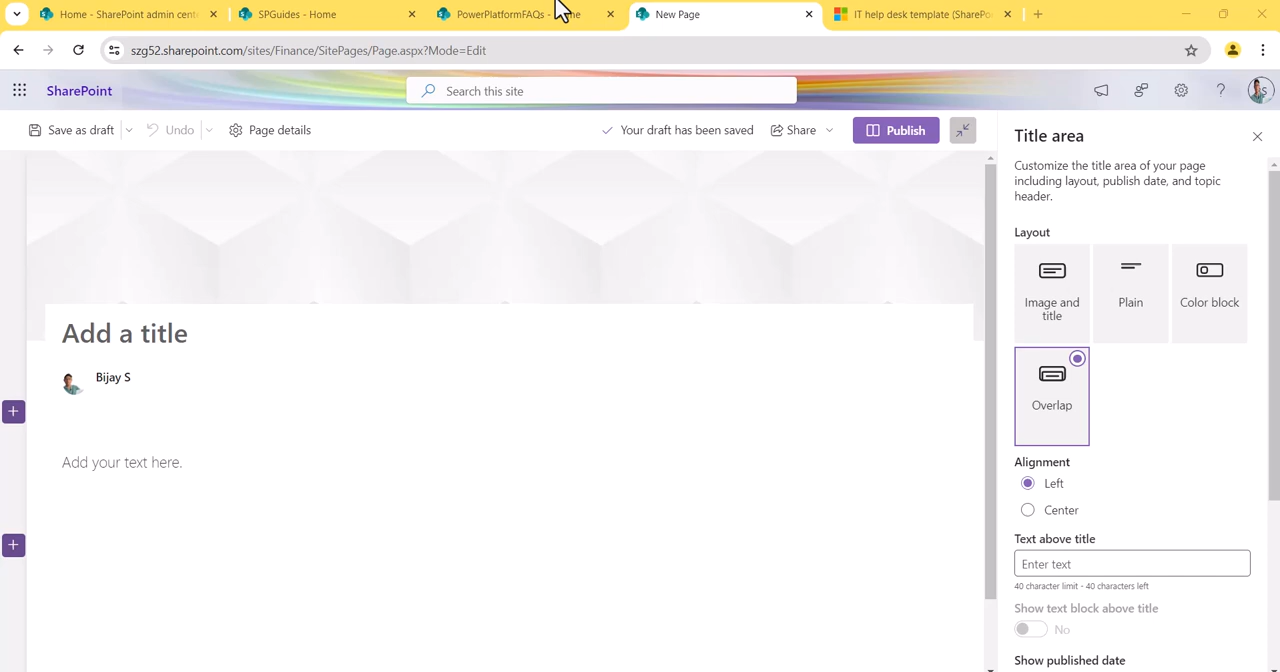 Home - SharePoint admin cente
SPGuides - Home
PowerPlatformFAQs -
New Page
IT help desk template (SharePo
szg52.sharepoint.com/sites/Finance/SitePages/Page.aspx?Mode=Edit
SharePoint
Search this site
S
Save as draft
Undo
Page details
Your draft has been saved
Share
Publish
Add a title
Bijay S
Add your text here.
Title area
Customize the title area of your page
including layout, publish date, and topic
header.
Layout
Image and
title
Plain
Color block
Overlap
Alignment
Left
Center
Text above title
Enter text
40 character limit - 40 characters left
Show text block above title
No
Show published date